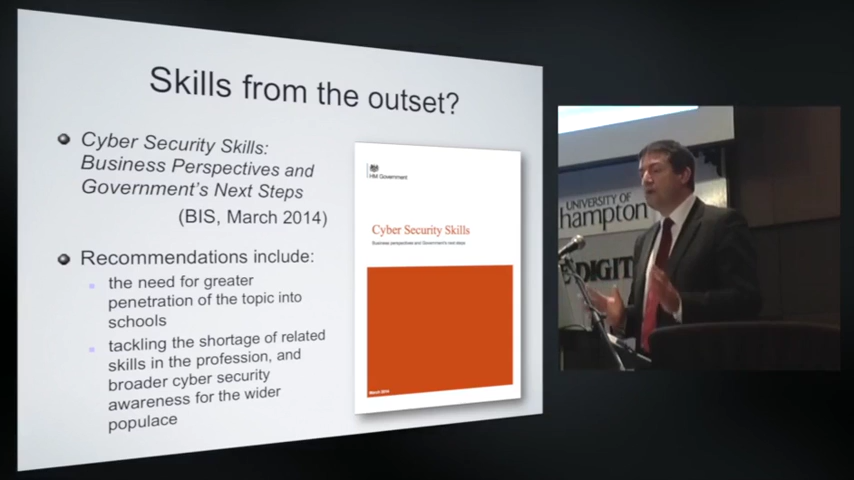 Skills from the outset?
Cyber Security Skills:
Business Perspectives and
Government's Next Steps
(BIS, March 2014)
Recommendations include:
the need for greater
penetration of the topic into
schools
tackling the shortage of related
skills in the profession, and
broader cyber security
awareness for the wider
populace
HM Government
Cyber Security Skills
Business perspectives and Government's next steps
March 2014
UNIVERSITY OF
hampton
DIGIT